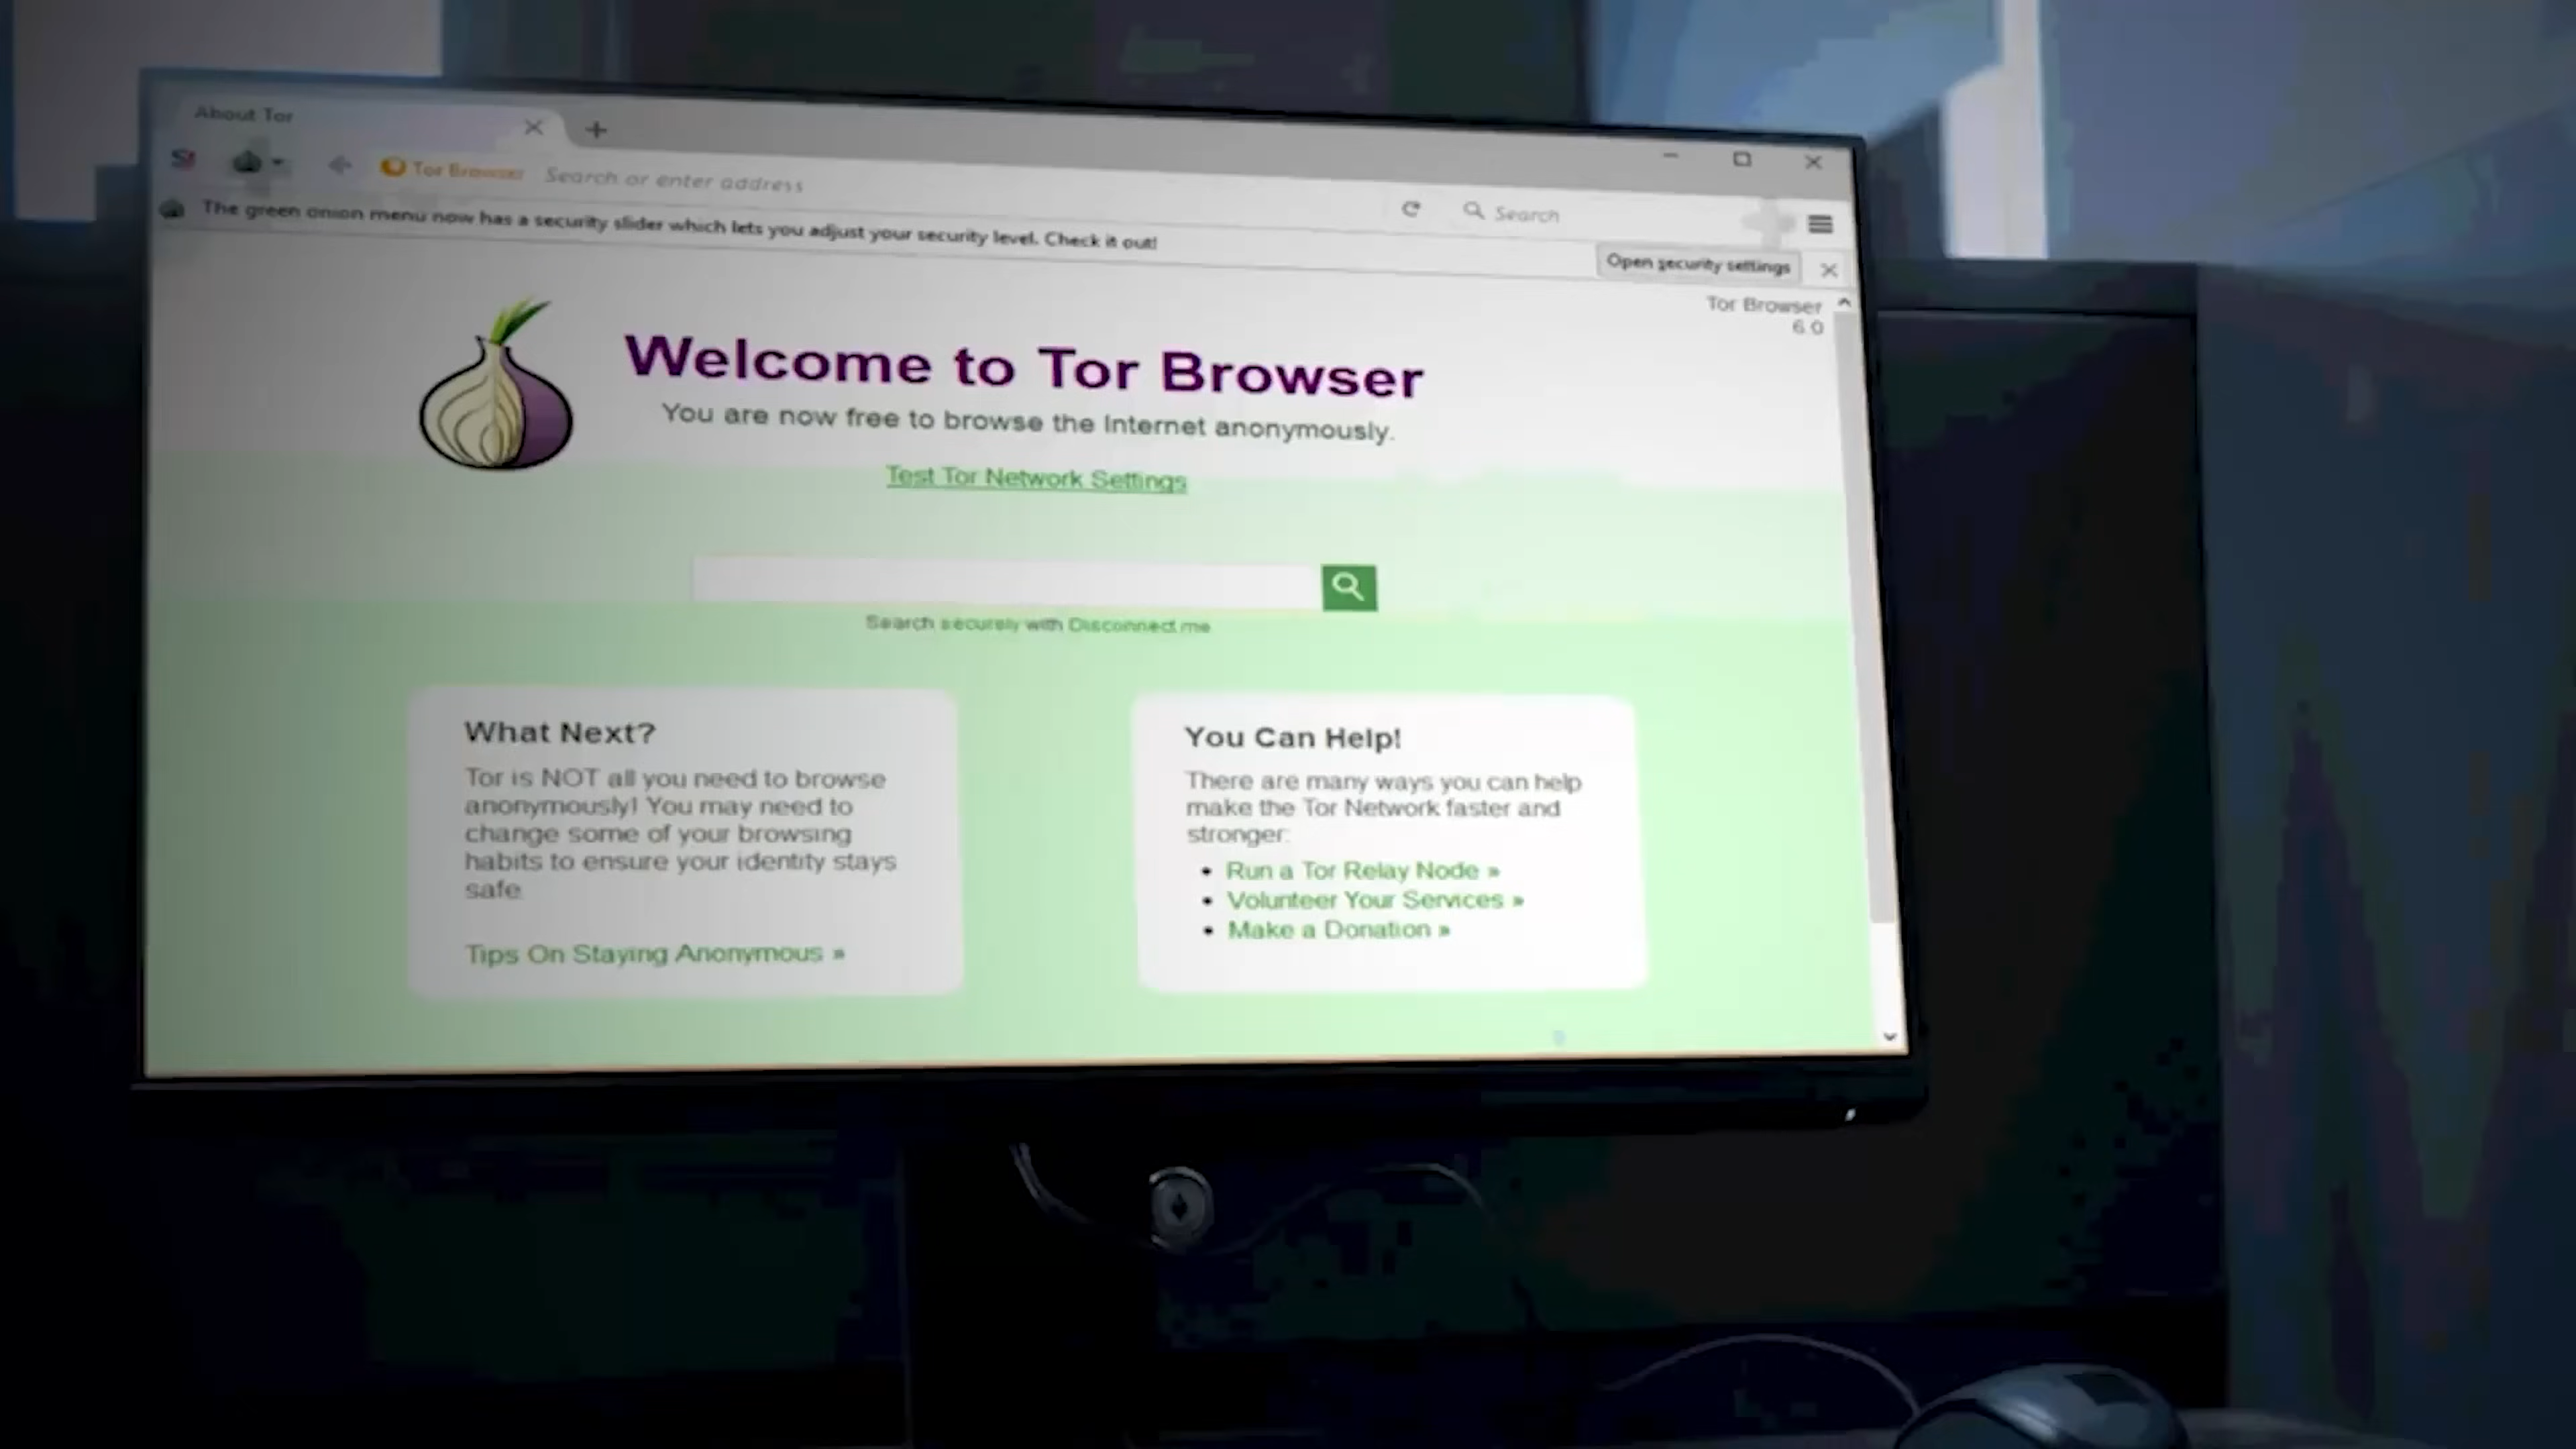 About Tor
Tor Browser Search or enter address
Search
The green onion menu now has a security slider which lets you adjust your security level. Check it out!
Open security settings
Tor Browser
6.0
Welcome to Tor Browser
You are now free to browse the Internet anonymously.
Test Tor Network Settings
Search securely with Disconnect.me
What Next?
Tor is NOT all you need to browse
anonymously! You may need to
change some of your browsing
habits to ensure your identity stays
safe.
Tips On Staying Anonymous »
You Can Help!
There are many ways you can help
make the Tor Network faster and
stronger:
• Run a Tor Relay Node »
• Volunteer Your Services »
• Make a Donation »